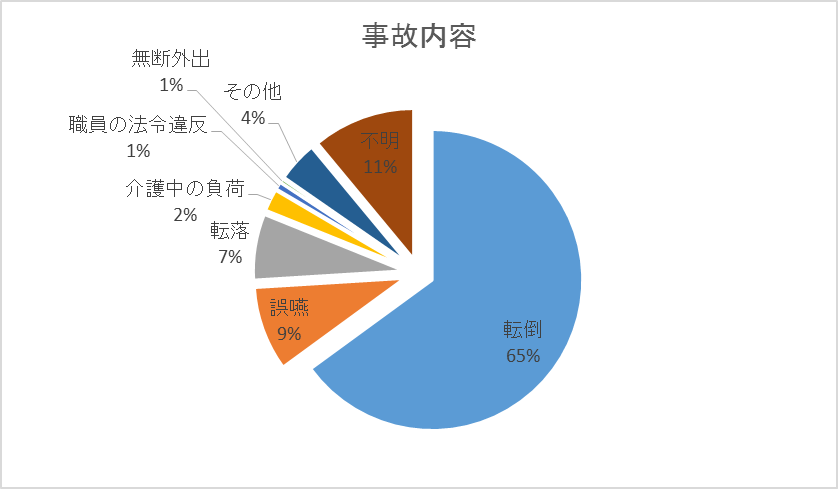 事故内容
無断外出
1%
その他
4%
職員の法令違反
1%
介護中の負荷
2%
転落
7%
不明
11%
誤嚥
9%
転倒
65%